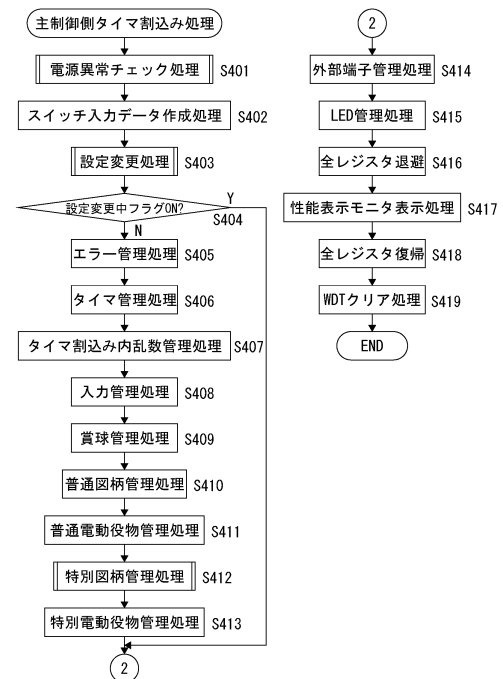 主制御側タイマ割込み処理
電源異常チェック処理 S401
スイッチ入力データ作成処理 S402
設定変更処理 S403
設定変更中フラグON? Y
S404
N
エラー管理処理 S405
タイマ管理処理 S406
タイマ割込み内乱数管理処理 S407
入力管理処理 S408
賞球管理処理 S409
普通図柄管理処理 S410
普通電動役物管理処理 S411
特別図柄管理処理 S412
特別電動役物管理処理 S413
2
2
外部端子管理処理 S414
LED管理処理 S415
全レジスタ退避 S416
性能表示モニタ表示処理 S417
全レジスタ復帰 S418
WDTクリア処理 S419
END